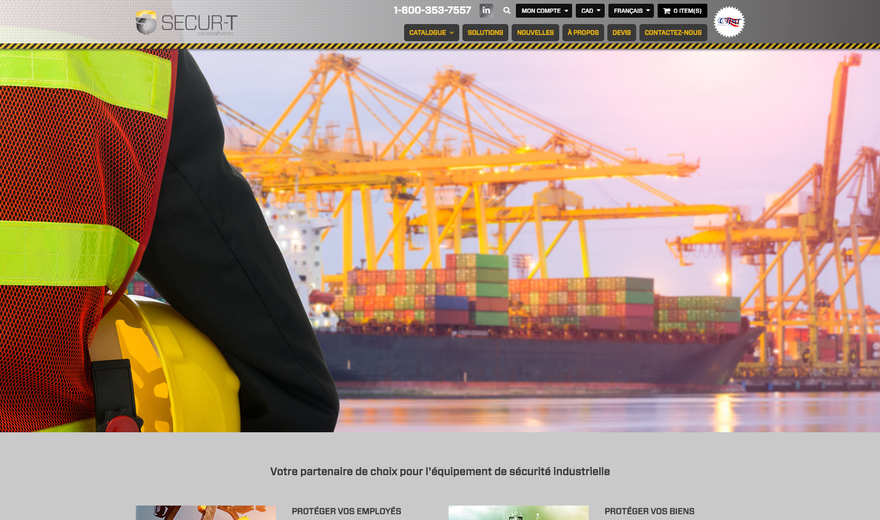 SECUR-T
1-800-353-7557
in
MON COMPTE
CAD
FRANÇAIS
0 ITEM(S)
CATALOGUE
SOLUTIONS
NOUVELLES
À PROPOS
DEVIS
CONTACTEZ-NOUS
Votre partenaire de choix pour l'équipement de sécurité industrielle
PROTÉGER VOS EMPLOYÉS
PROTÉGER VOS BIENS